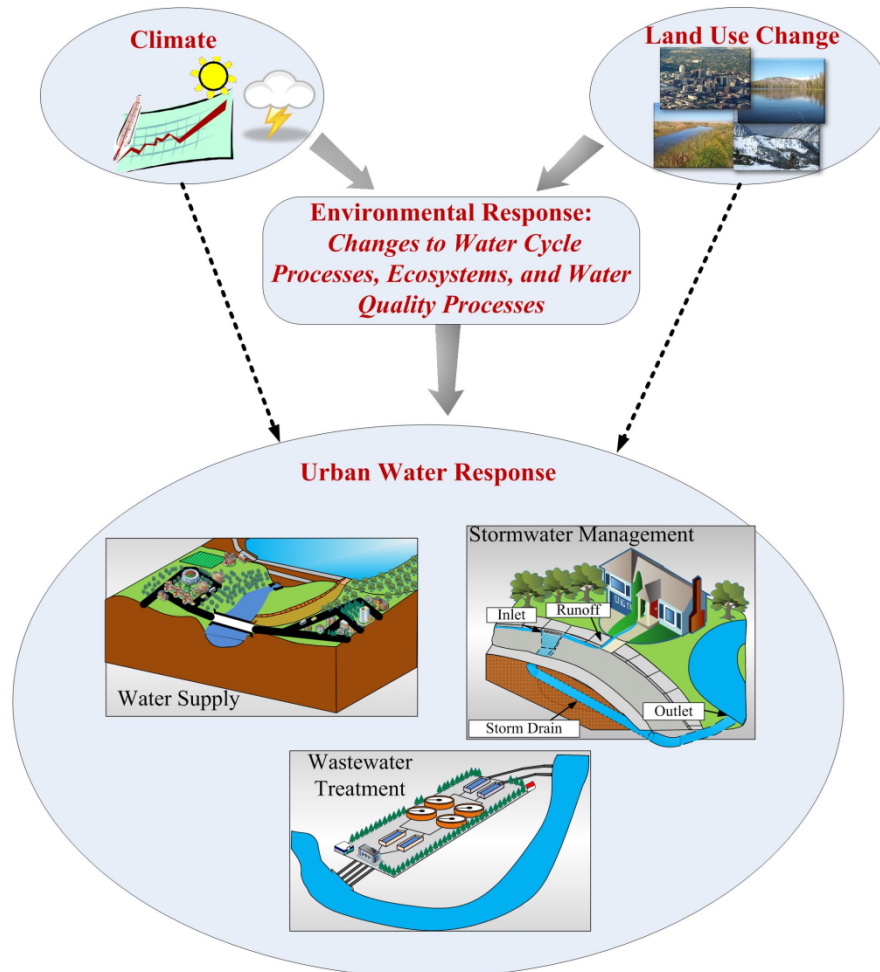 Climate
Land Use Change
Environmental Response:
Changes to Water Cycle
Processes, Ecosystems, and Water
Quality Processes
Urban Water Response
Water Supply
Stormwater Management
Inlet
Runoff
Storm Drain
Outlet
Wastewater
Treatment